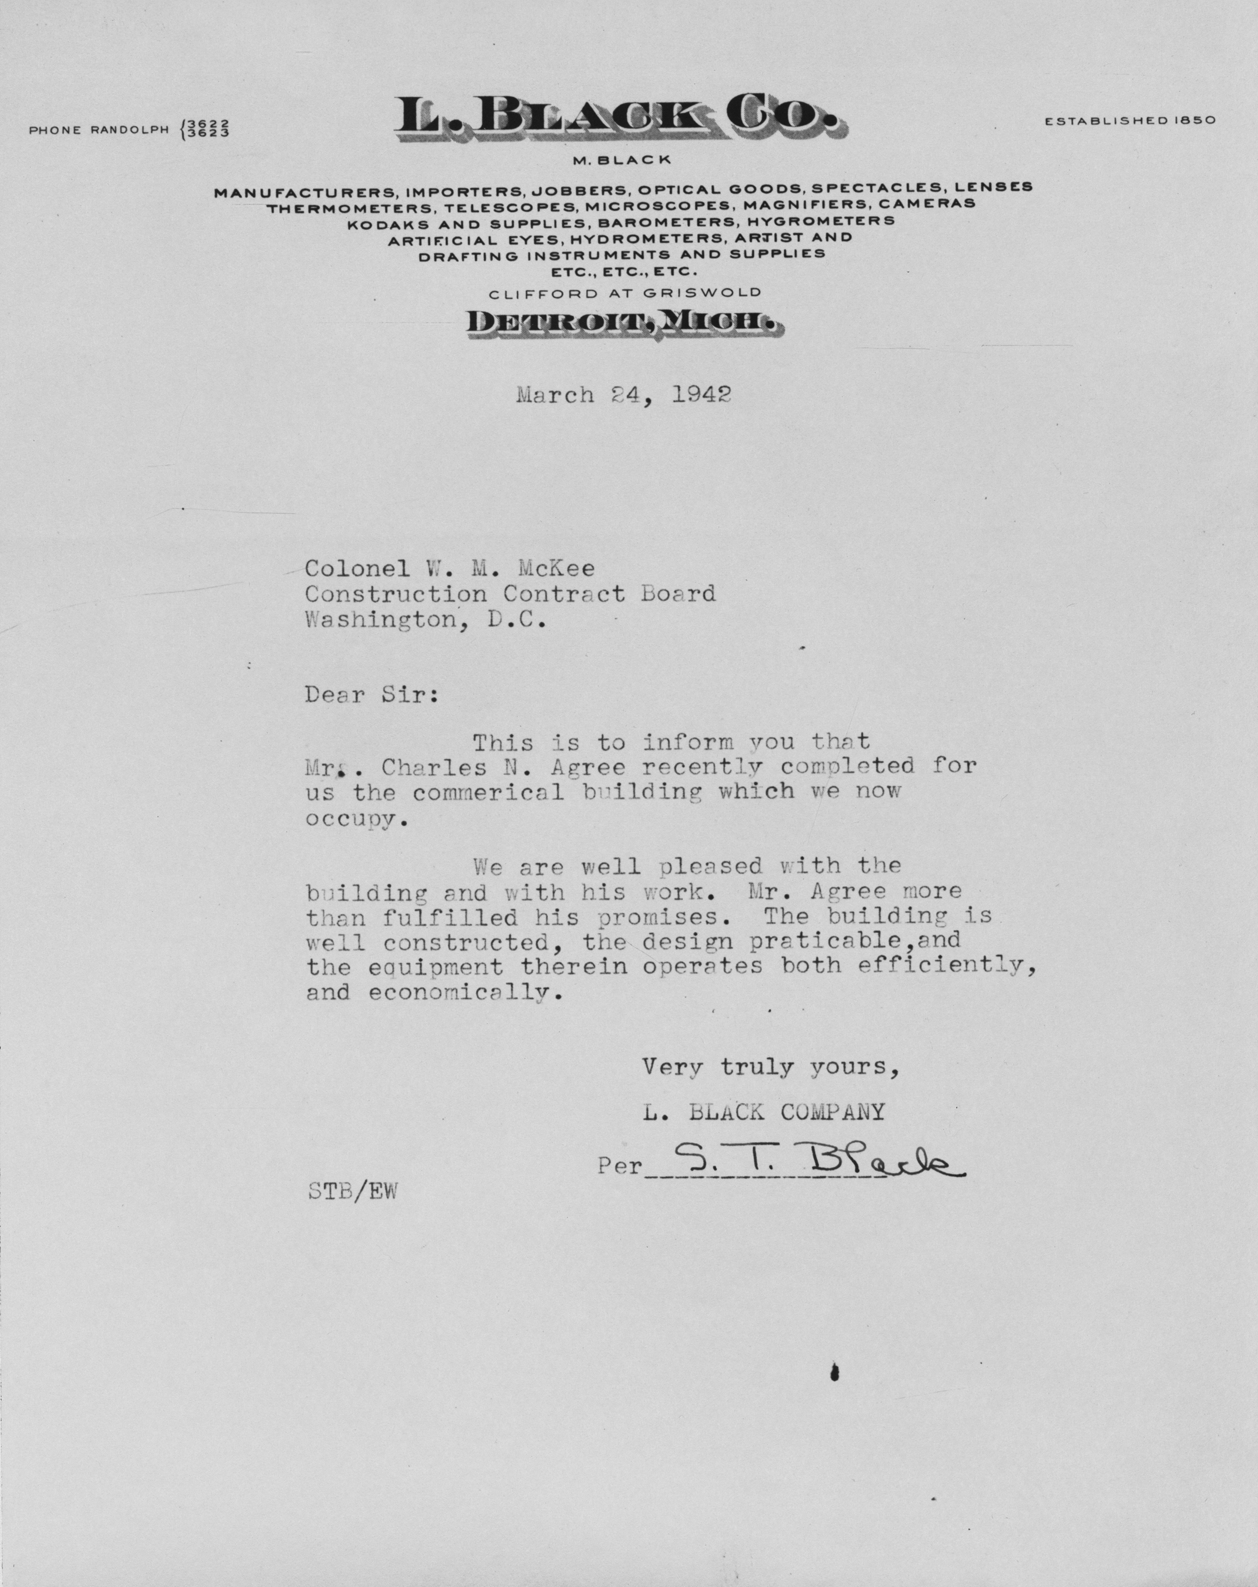 PHONE RANDOLPH {3622
3623
L. BLACK CO.
ESTABLISHED 1850
M. BLACK
MANUFACTURERS, IMPORTERS, JOBBERS, OPTICAL GOODS, SPECTACLES, LENSES
THERMOMETERS, TELESCOPES, MICROSCOPES, MAGNIFIERS, CAMERAS
KODAKS AND SUPPLIES, BAROMETERS, HYGROMETERS
ARTIFICIAL EYES, HYDROMETERS, ARTIST AND
DRAFTING INSTRUMENTS AND SUPPLIES
ETC., ETC., ETC.
CLIFFORD AT GRISWOLD
DETROIT, MICH.
March 24, 1942
Colonel W. M. McKee
Construction Contract Board
Washington, D.C.
Dear Sir:
This is to inform you that
Mr.. Charles N. Agree recently completed for
us the commerical building which we now
occupy.
We are well pleased with the
building and with his work. Mr. Agree more
than fulfilled his promises. The building is
well constructed, the design praticable,and
the equipment therein operates both efficiently,
and economically.
Very truly yours,
L. BLACK COMPANY
Per S. T. Black
STB/EW